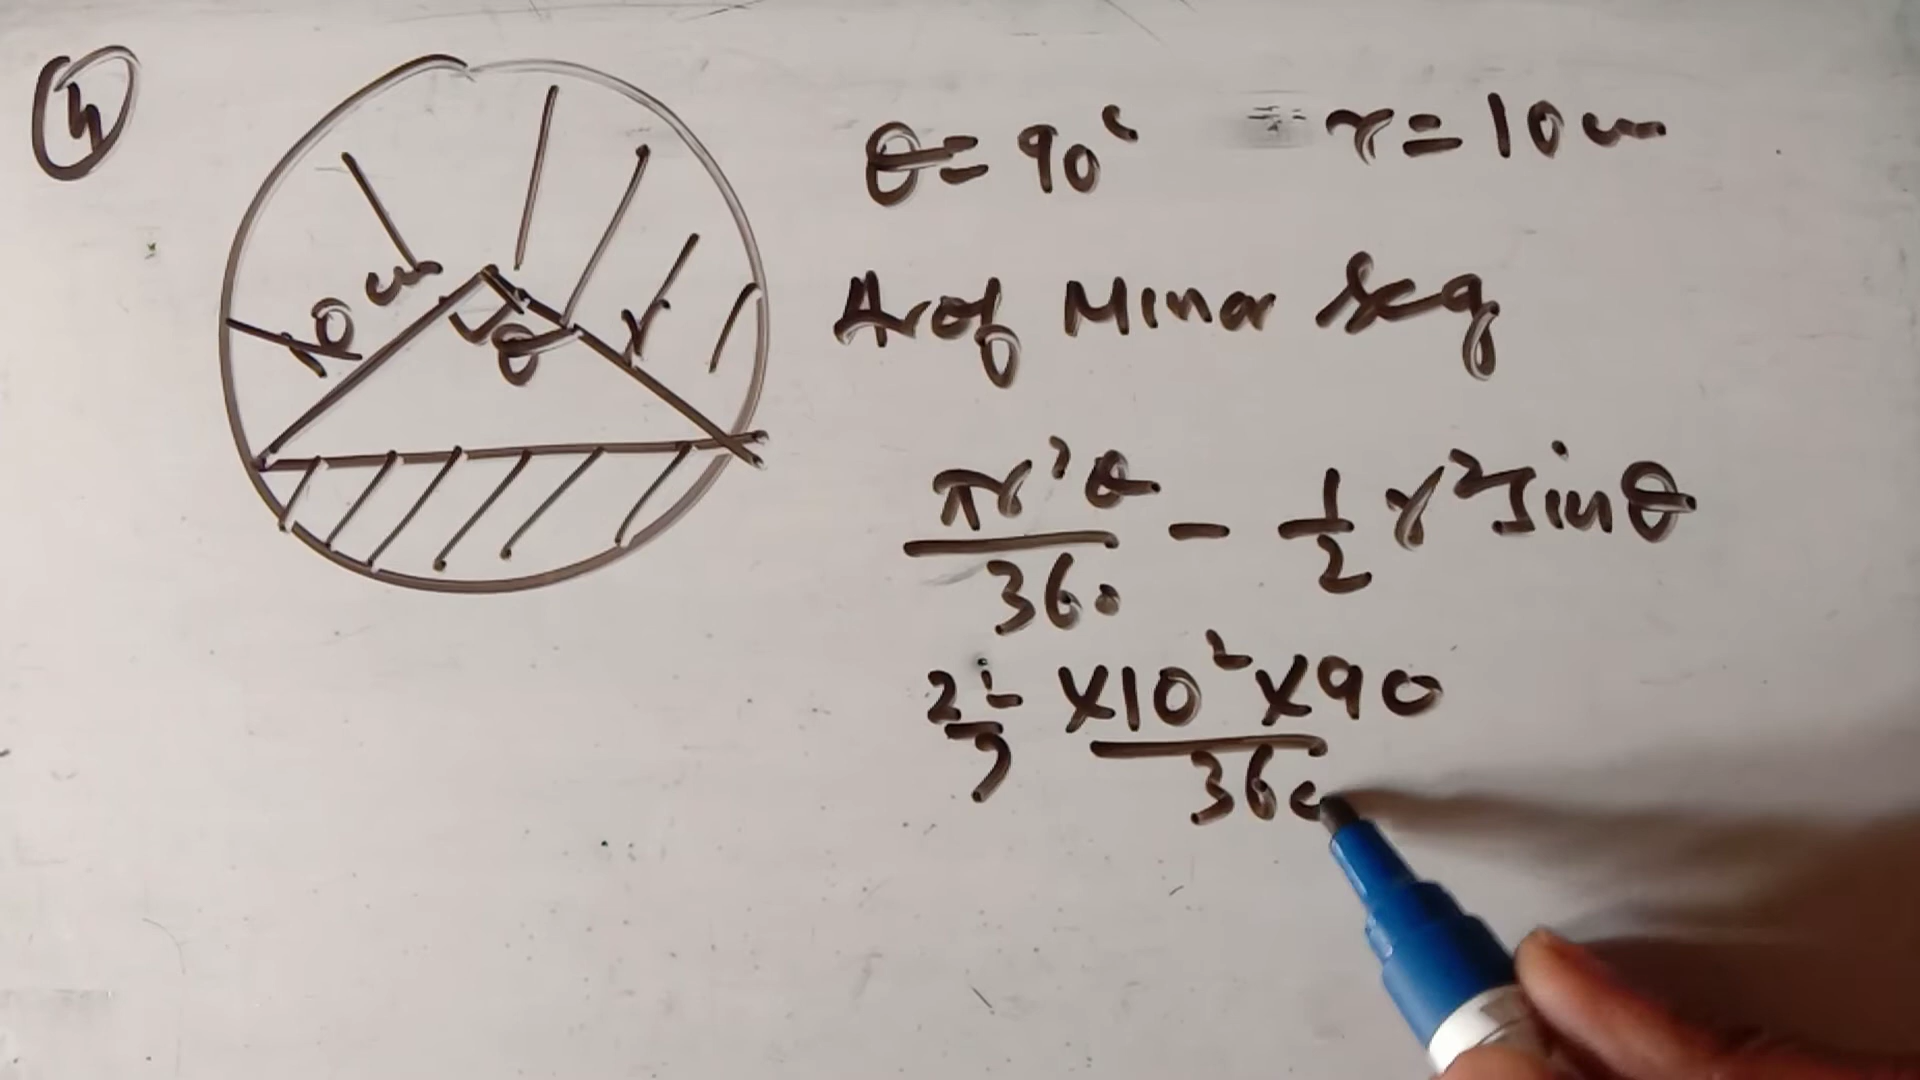 4
10 cm
θ
r
θ = 90° r = 10 cm
Ar of Minor Seg
πr²θ/360 - 1/2 r² Sinθ
22/7 × 10² × 90/360